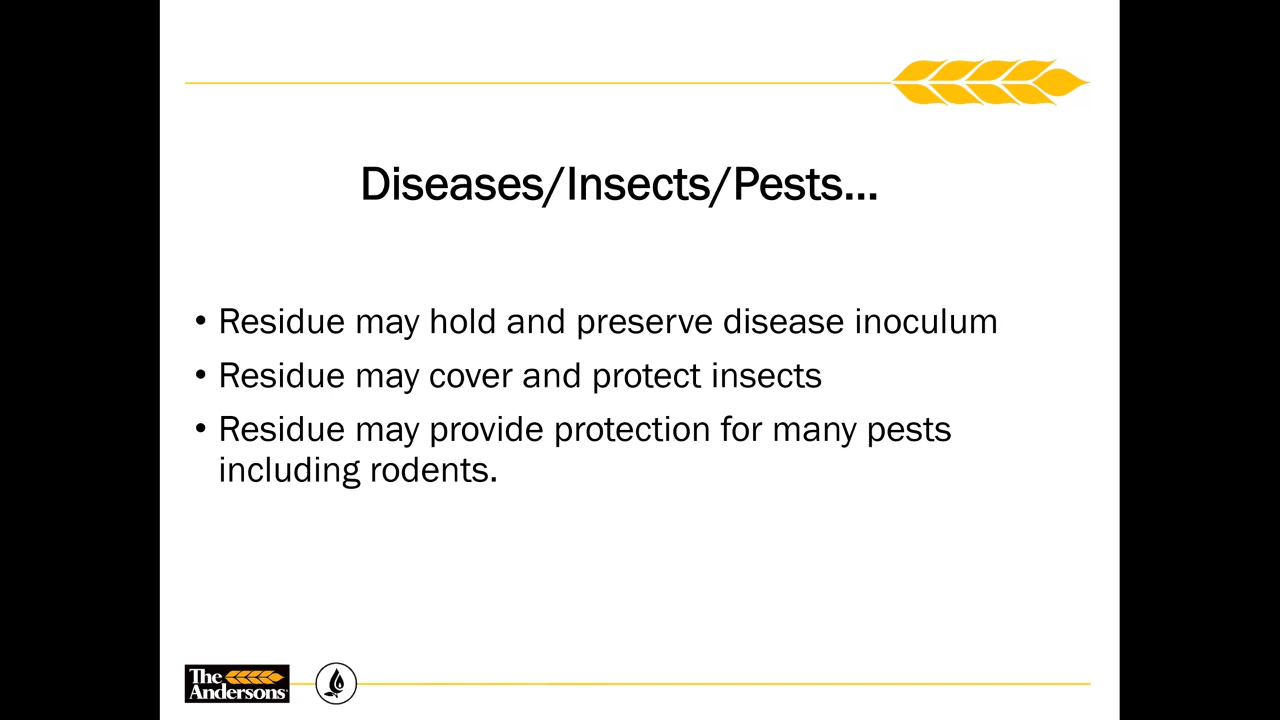 Diseases/Insects/Pests...
• Residue may hold and preserve disease inoculum
• Residue may cover and protect insects
• Residue may provide protection for many pests
including rodents.
The
Andersons